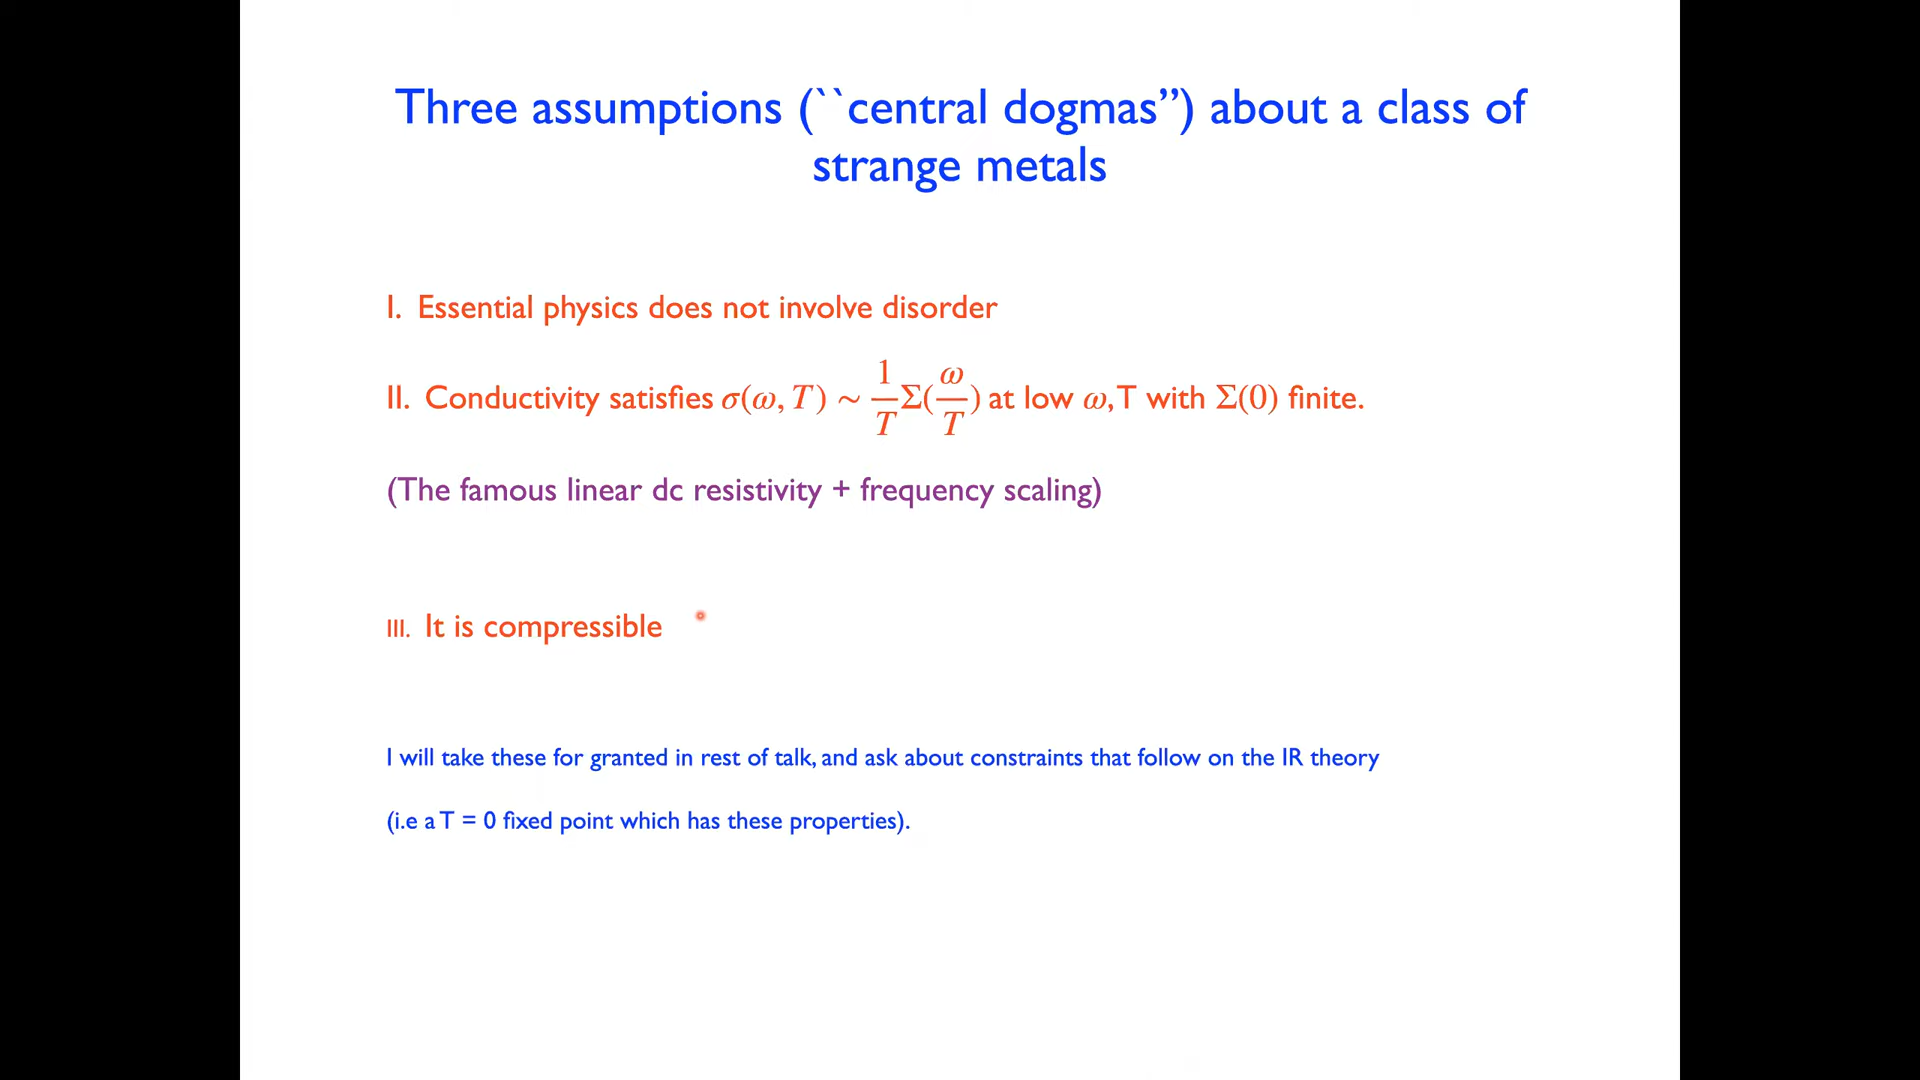 Three assumptions (``central dogmas”) about a class of
strange metals
I. Essential physics does not involve disorder
II. Conductivity satisfies σ(ω, T) ~ 1/T Σ(ω/T) at low ω, T with Σ(0) finite.
(The famous linear dc resistivity + frequency scaling)
III. It is compressible
I will take these for granted in rest of talk, and ask about constraints that follow on the IR theory
(i.e a T = 0 fixed point which has these properties).